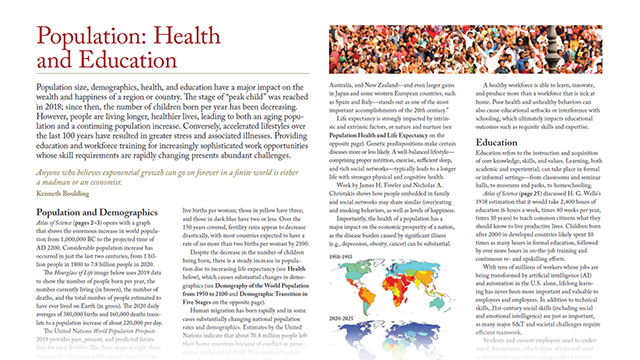 Population: Health
and Education
Population size, demographics, health, and education have a major impact on the
wealth and happiness of a region or country. The stage of “peak child” was reached
in 2018; since then, the number of children born per year has been decreasing.
However, people are living longer, healthier lives, leading to both an aging popu-
lation and a continuous population increase. Conversely, accelerated lifestyles over
the last 100 years have resulted in greater stress and associated illnesses. Providing
education and workforce training for increasingly sophisticated work opportunities
whose skill requirements are rapidly changing presents abundant challenges.
Anyone who believes exponential growth can go on forever in a finite world is either
a madman or an economist.
Kenneth Boulding
Population and Demographics
Atlas of Science (pages 2–3) opens with a graph
that shows the enormous increase in world popula-
tion from 1,000,000 BC to the projected time of
AD 2200. Considerable population increase has
occurred in just the last two centuries, from 1 bil-
lion people in 1800 to 7.8 billion people in 2020.
The Hourglass of Life image below uses 2019 data
to show the number of people born per year, the
number currently living (in brown), the number of
deaths, and the total number of people estimated to
have ever lived on Earth (in green). The 2020 daily
averages of 380,000 births and 160,000 deaths trans-
late to a population increase of about 220,000 per day.
The United Nations World Population Prospects
2019 provides past, present, and predicted future
live births per woman; those in yellow have three;
and those in dark blue have two or less. Over the
150 years covered, fertility rates appear to decrease
drastically, with most countries expected to have a
rate of no more than two births per woman by 2100.
Despite the decrease in the number of children
being born, there is a steady increase in popula-
tion due to increasing life expectancy (see Health
below), which causes substantial changes in demo-
graphics (see Demography of the World Population
from 1950 to 2100 and Demographic Transition in
Five Stages on the opposite page).
Human migration has been rapidly and in some
cases substantially changing national population
rates and demographics. Estimates by the United
Nations indicate that about 70.8 million people left
their homes because of conflict or perse-
Australia, and New Zealand—and even larger gains
in Japan and some western European countries, such
as Spain and Italy—stands out as one of the most
important accomplishments of the 20th century.”
Life expectancy is strongly impacted by intrin-
sic and extrinsic factors, or nature and nurture (see
Population Health and Life Expectancy on the
opposite page). Genetic predispositions make certain
diseases more or less likely. A well-balanced lifestyle—
comprising proper nutrition, exercise, sufficient sleep,
and rich social networks—typically leads to a longer
life with stronger physical and cognitive health.
Work by James H. Fowler and Nicholas A.
Christakis shows how people embedded in family
and social networks may share similar (over)eating
and smoking behaviors, as well as levels of happiness.
Importantly, the health of a population has a
major impact on the economic prosperity of a nation,
as the disease burden caused by significant illness
(e.g., depression, obesity, cancer) can be substantial.
1950-1955
2020-2025
A healthy workforce is able to learn, innovate,
and produce more than a workforce that is sick at
home. Poor health and unhealthy behaviors can
also cause educational setbacks or interference with
schooling, which ultimately impacts educational
outcomes such as requisite skills and expertise.
Education
Education refers to the instruction and acquisition
of core knowledge, skills, and values. Learning, both
academic and experiential, can take place in formal
or informal settings—from classrooms and seminar
halls, to museums and parks, to homeschooling.
Atlas of Science (page 25) discussed H. G. Wells’s
1938 estimation that it would take 2,400 hours of
education (6 hours a week, times 40 weeks per year,
times 10 years) to teach common citizens what they
should know to live productive lives. Children born
after 2000 in developed countries likely spent 10
times as many hours in formal education, followed
by ever more hours in on-the-job training and
continuous re- and upskilling efforts.
With tens of millions of workers whose jobs are
being transformed by artificial intelligence (AI)
and automation in the U.S. alone, lifelong learn-
ing has never been more important and valuable to
employers and employees. In addition to technical
skills, 21st-century social skills (including social
and emotional intelligence) are just as important,
as many major S&T and societal challenges require
efficient teamwork.
Students and current employees need to under-